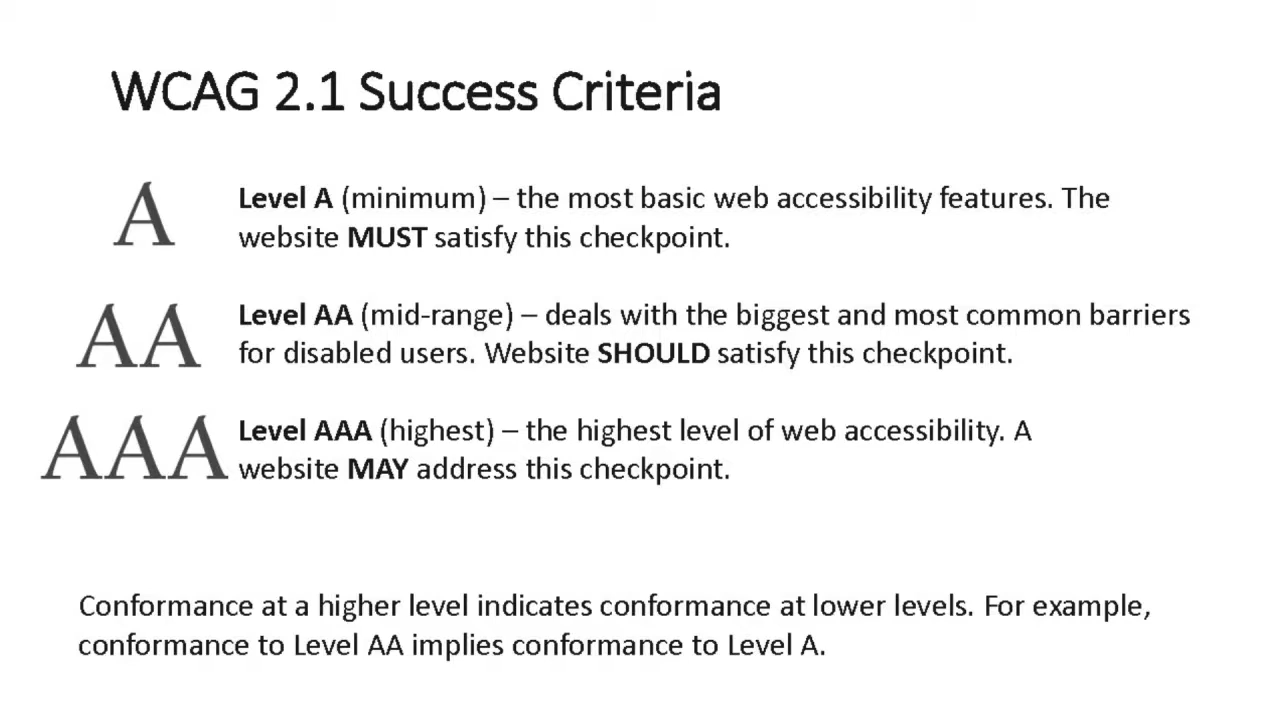 WCAG 2.1 Success Criteria
A
Level A (minimum) – the most basic web accessibility features. The
website MUST satisfy this checkpoint.
AA
Level AA (mid-range) – deals with the biggest and most common barriers
for disabled users. Website SHOULD satisfy this checkpoint.
AAA
Level AAA (highest) – the highest level of web accessibility. A
website MAY address this checkpoint.
Conformance at a higher level indicates conformance at lower levels. For example,
conformance to Level AA implies conformance to Level A.